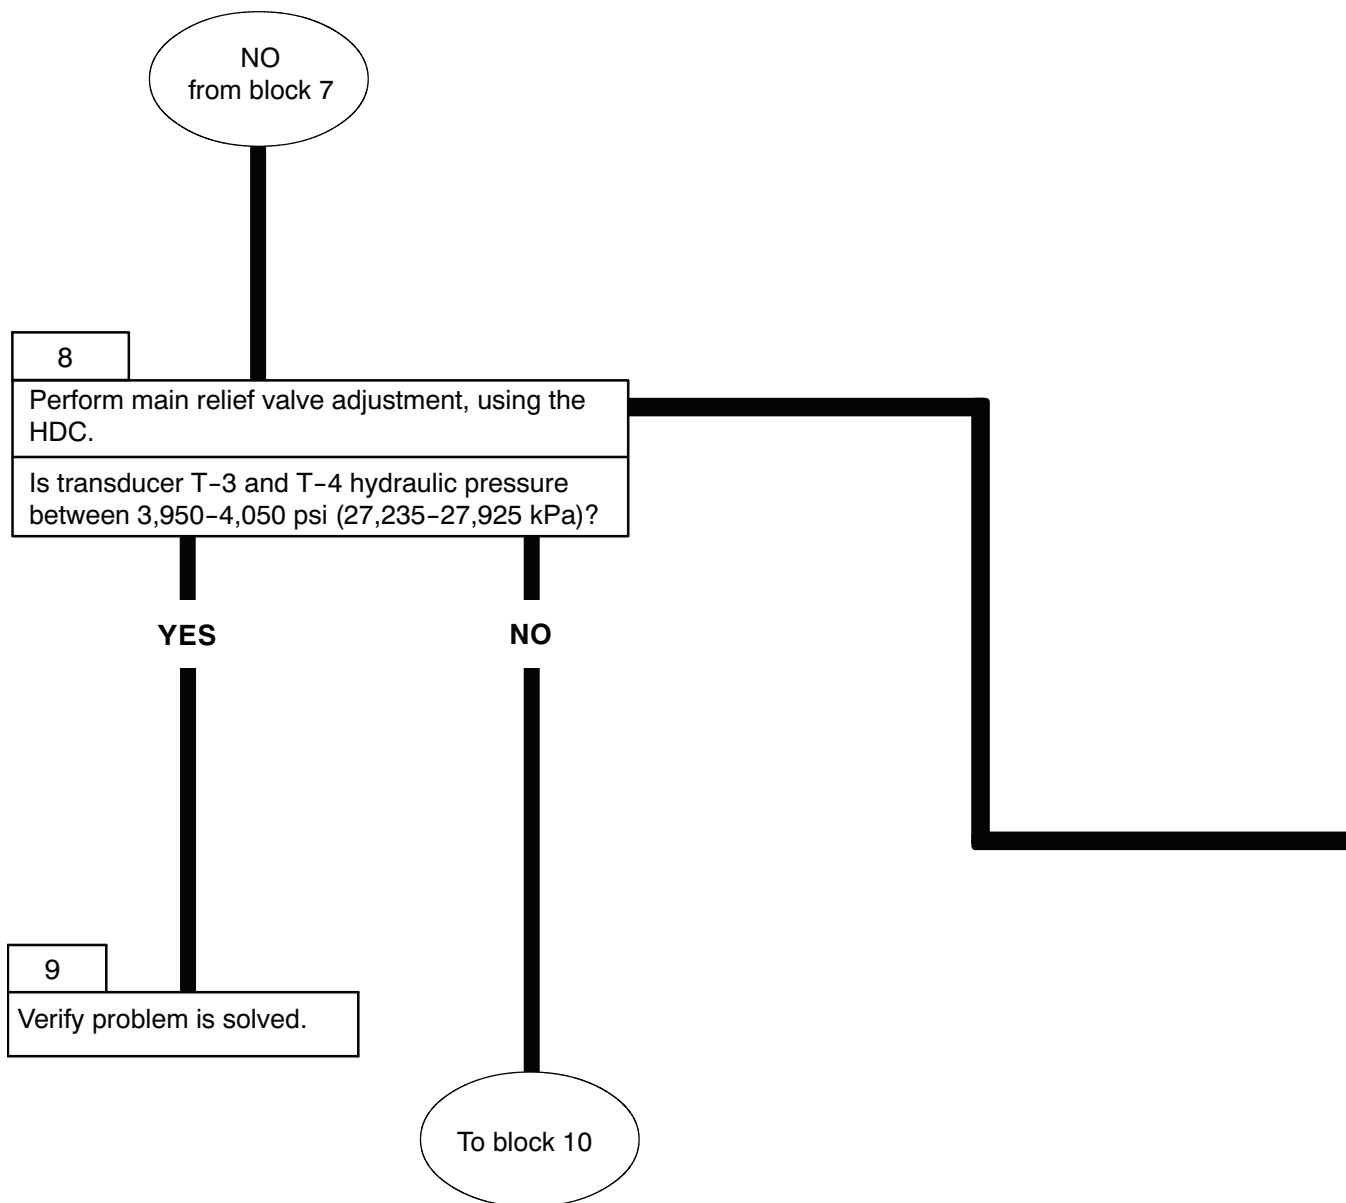 NO
from block 7
8
Perform main relief valve adjustment, using the
HDC.
Is transducer T-3 and T-4 hydraulic pressure
between 3,950-4,050 psi (27,235-27,925 kPa)?
YES
NO
9
Verify problem is solved.
To block 10